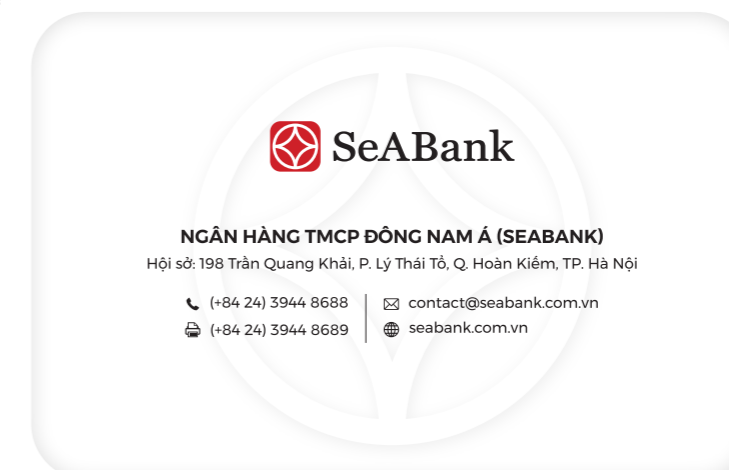 SeABank
NGÂN HÀNG TMCP ĐÔNG NAM Á (SEABANK)
Hội sở: 198 Trần Quang Khải, P. Lý Thái Tổ, Q. Hoàn Kiếm, TP. Hà Nội
(+84 24) 3944 8688
(+84 24) 3944 8689
contact@seabank.com.vn
seabank.com.vn